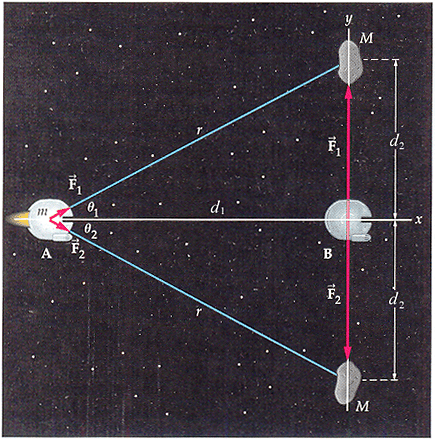 y
M
r
F⃗₁
d₂
F⃗₁
m
θ₁
d₁
x
θ₂
A
F⃗₂
B
F⃗₂
d₂
r
M